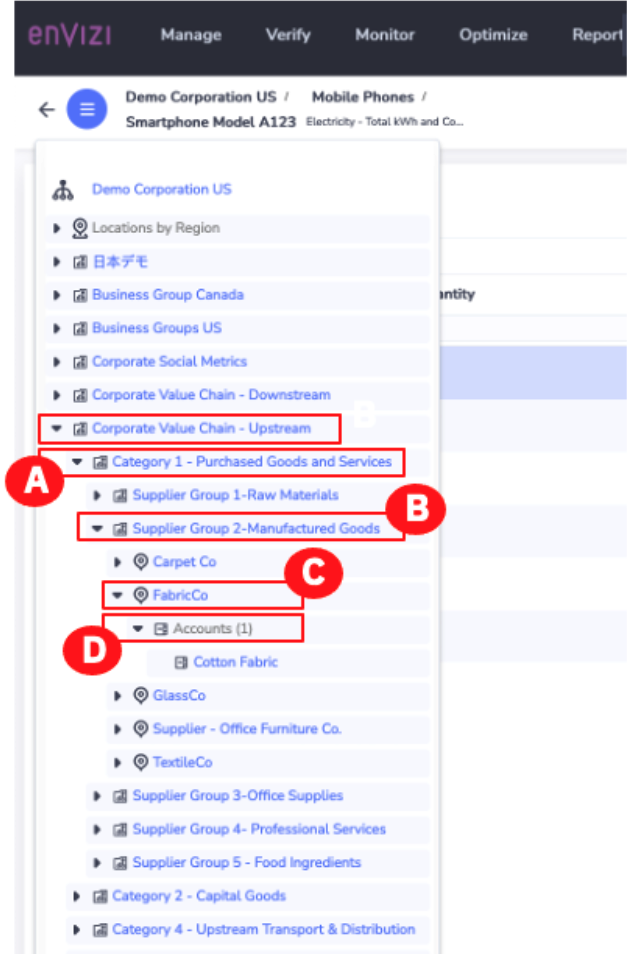 enVIZI Manage Verify Monitor Optimize Report
Demo Corporation US / Mobile Phones /
Smartphone Model A123 Electricity - Total kWh and Co...
Demo Corporation US
Locations by Region
日本デモ
Business Group Canada
antity
Business Groups US
Corporate Social Metrics
Corporate Value Chain - Downstream
B
Corporate Value Chain - Upstream
A
Category 1 - Purchased Goods and Services
Supplier Group 1-Raw Materials
B
Supplier Group 2-Manufactured Goods
Carpet Co
C
FabricCo
Accounts (1)
D
Cotton Fabric
GlassCo
Supplier - Office Furniture Co.
TextileCo
Supplier Group 3-Office Supplies
Supplier Group 4- Professional Services
Supplier Group 5 - Food Ingredients
Category 2 - Capital Goods
Category 4 - Upstream Transport & Distribution